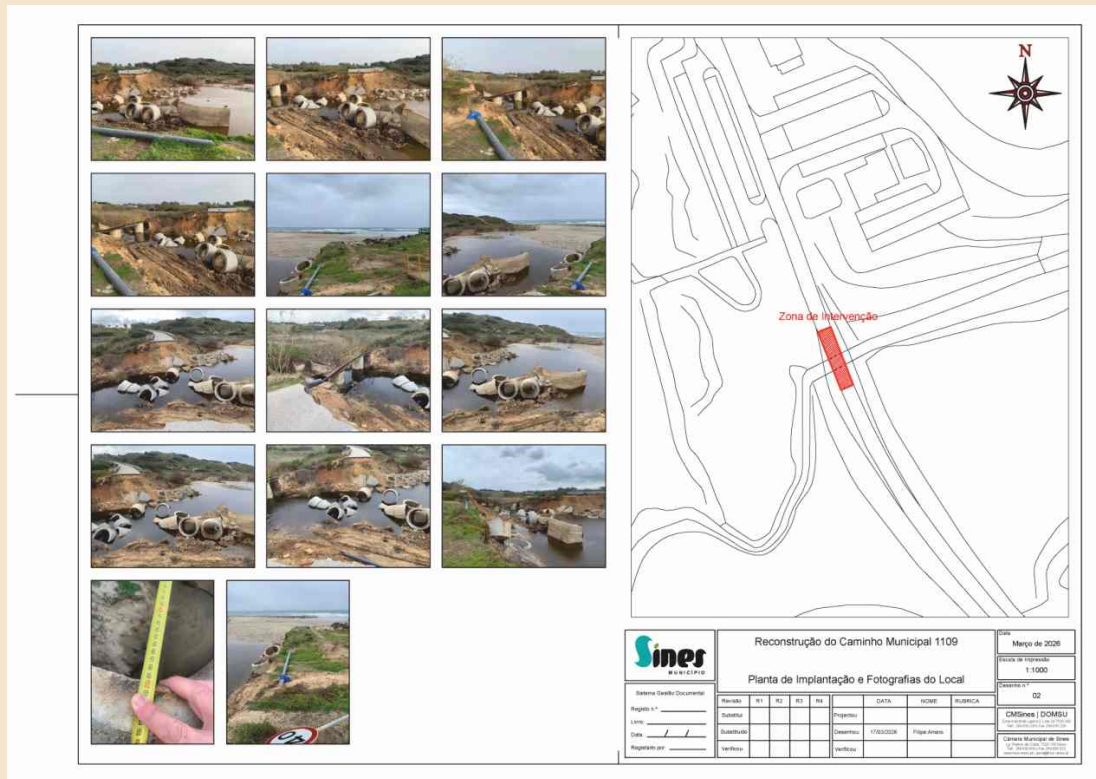 N
Zona de Intervenção
Sines
MUNICÍPIO
Sistema Gestão Documental
Registo n.º
Livro
Data / /
Registado por
Reconstrução do Caminho Municipal 1109
Planta de Implantação e Fotografias do Local
Revisão R1 R2 R3 R4 DATA NOME RUBRICA
Substitui Projectou
Substituído Desenhou 17/03/2026 Filipe Amaro
Verificou Verificou
Data
Março de 2026
Escala de Impressão
1:1000
Desenho n.º
02
CMSines | DOMSU
Câmara Municipal de Sines